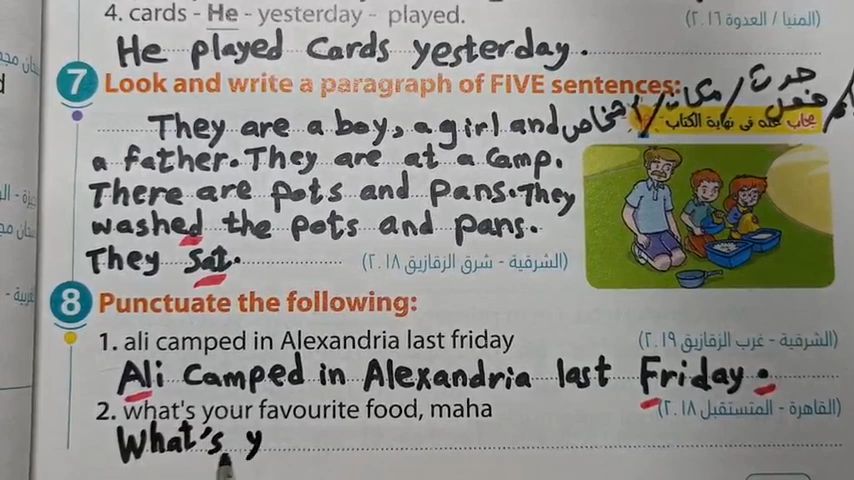 4. cards - He - yesterday - played.
(المنيا / العدوة ٢٠١٦)
He played Cards yesterday.
7 Look and write a paragraph of FIVE sentences:
أشخاص / مكان / حدث
فعل
يجاب عنه فى نهاية الكتاب
They are a boy, a girl and
a father. They are at a Camp.
There are pots and pans. They
washed the pots and pans.
They sat.
(الشرقية - شرق الزقازيق ٢٠١٨)
8 Punctuate the following:
1. ali camped in Alexandria last friday
(الشرقية - غرب الزقازيق ٢٠١٩)
Ali Camped in Alexandria last Friday.
2. what's your favourite food, maha
(القاهرة - المستقبل ٢٠١٨)
What's y